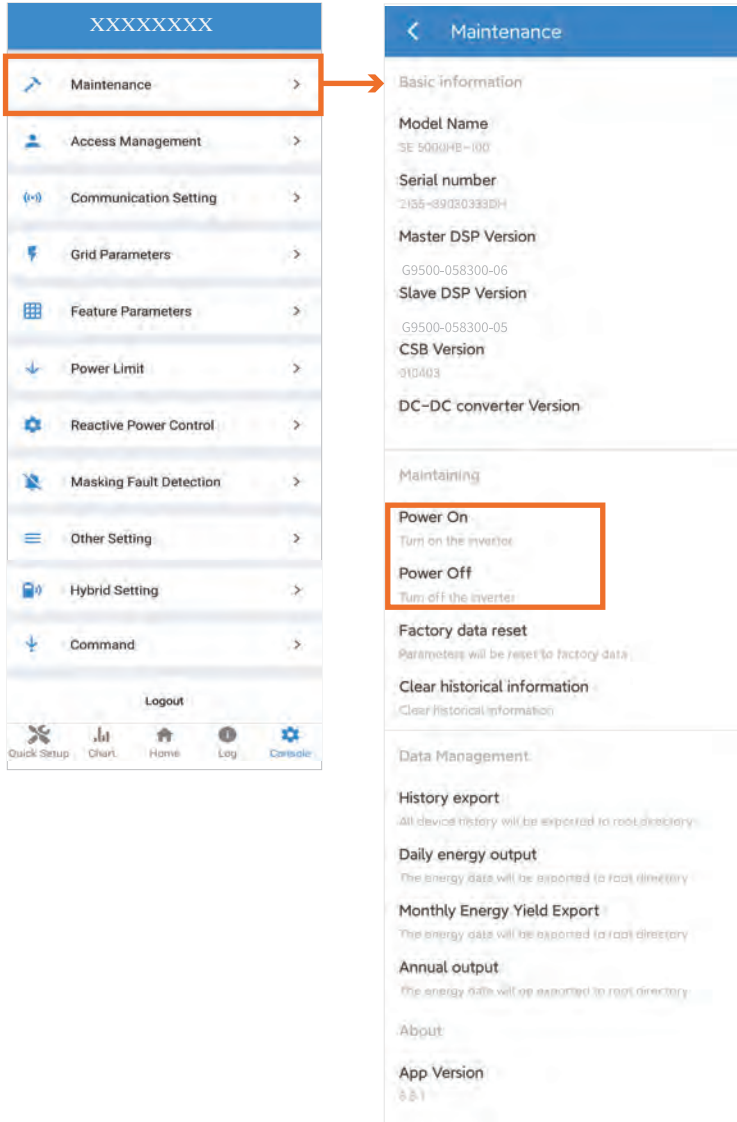 XXXXXXXX
Maintenance
Access Management
Communication Setting
Grid Parameters
Feature Parameters
Power Limit
Reactive Power Control
Masking Fault Detection
Other Setting
Hybrid Setting
Command
Logout
Quick Setup Chart Home Log Console
Maintenance
Basic information
Model Name
SE 5000HB-100
Serial number
Master DSP Version
G9500-058300-06
Slave DSP Version
G9500-058300-05
CSB Version
010403
DC-DC converter Version
Maintaining
Power On
Turn on the inverter
Power Off
Turn off the inverter
Factory data reset
Parameters will be reset to factory data
Clear historical information
Clear historical information
Data Management
History export
All device history will be exported to root directory
Daily energy output
The energy data will be exported to root directory
Monthly Energy Yield Export
The energy data will be exported to root directory
Annual output
The energy data will be exported to root directory
About
App Version